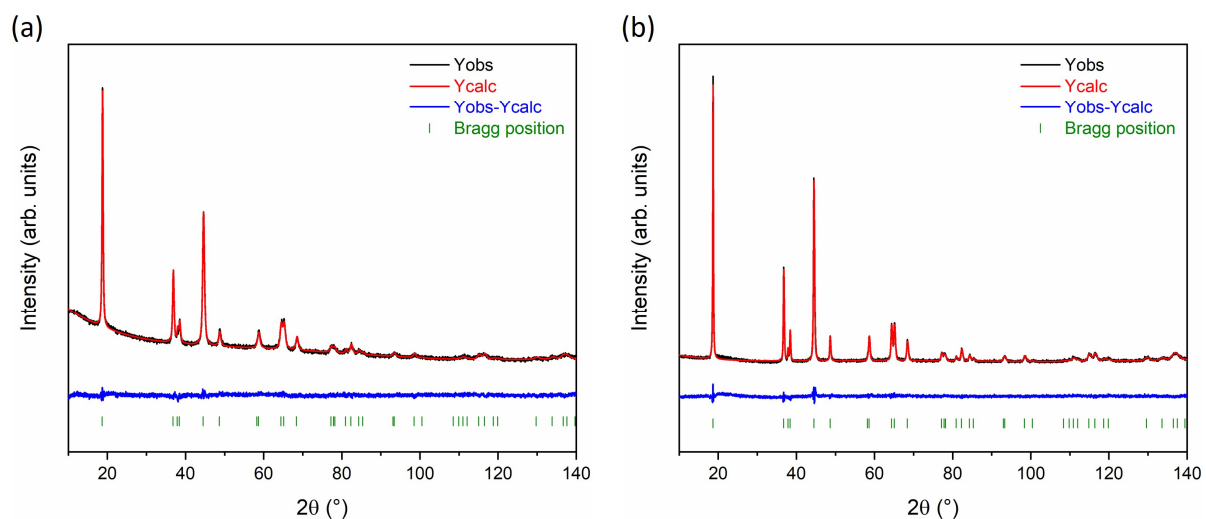 (a)
Yobs
Ycalc
Yobs-Ycalc
Bragg position
Intensity (arb. units)
20 40 60 80 100 120 140
2θ (°)
(b)
Yobs
Ycalc
Yobs-Ycalc
Bragg position
Intensity (arb. units)
20 40 60 80 100 120 140
2θ (°)